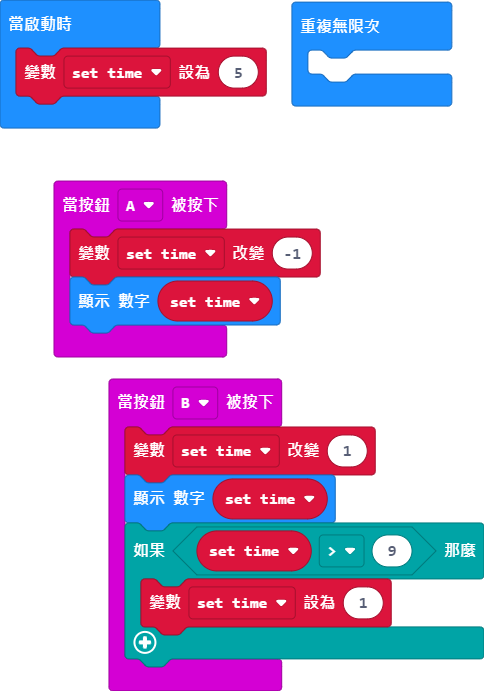 當啟動時
變數 set time 設為 5
重複無限次
當按鈕 A 被按下
變數 set time 改變 -1
顯示 數字 set time
當按鈕 B 被按下
變數 set time 改變 1
顯示 數字 set time
如果 set time > 9 那麼
變數 set time 設為 1